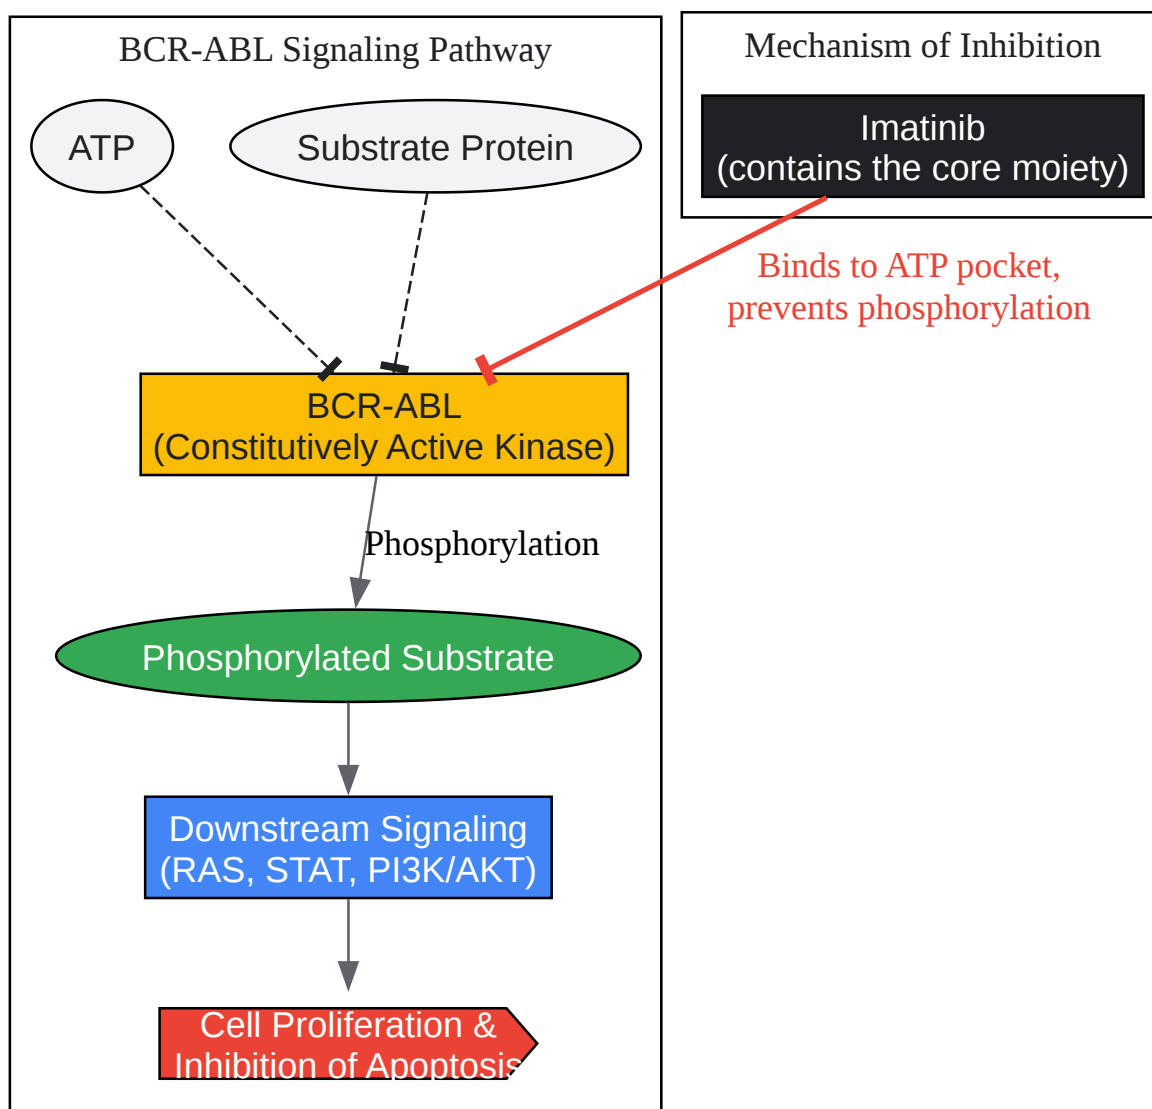 BCR-ABL Signaling Pathway
ATP
Substrate Protein
BCR-ABL
(Constitutively Active Kinase)
Phosphorylation
Phosphorylated Substrate
Downstream Signaling
(RAS, STAT, PI3K/AKT)
Cell Proliferation &
Inhibition of Apoptosis
Mechanism of Inhibition
Imatinib
(contains the core moiety)
Binds to ATP pocket,
prevents phosphorylation